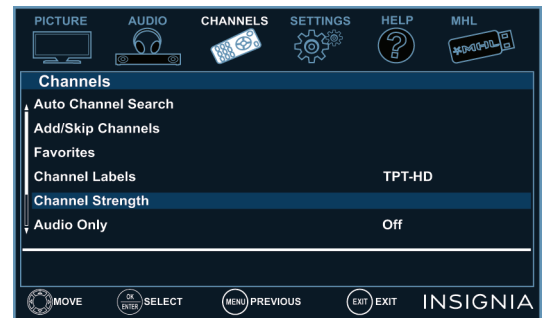 PICTURE AUDIO CHANNELS SETTINGS HELP MHL
MHL
Channels
Auto Channel Search
Add/Skip Channels
Favorites
Channel Labels TPT-HD
Channel Strength
Audio Only Off
MOVE OK ENTER SELECT MENU PREVIOUS EXIT EXIT INSIGNIA